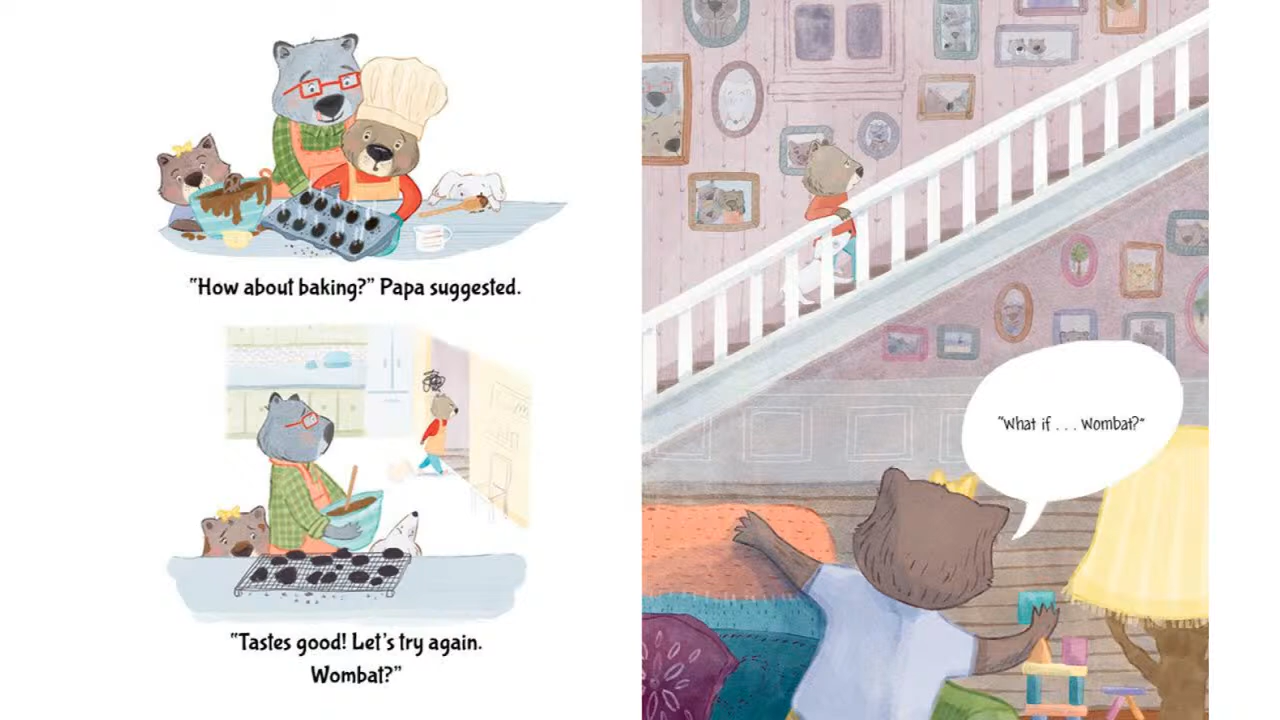 “How about baking?” Papa suggested.
“Tastes good! Let’s try again.
Wombat?”
“What if . . . Wombat?”